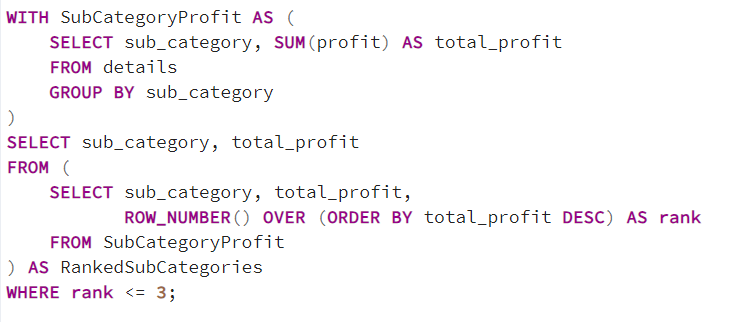 WITH SubCategoryProfit AS (
    SELECT sub_category, SUM(profit) AS total_profit
    FROM details
    GROUP BY sub_category
)
SELECT sub_category, total_profit
FROM (
    SELECT sub_category, total_profit,
           ROW_NUMBER() OVER (ORDER BY total_profit DESC) AS rank
    FROM SubCategoryProfit
) AS RankedSubCategories
WHERE rank <= 3;